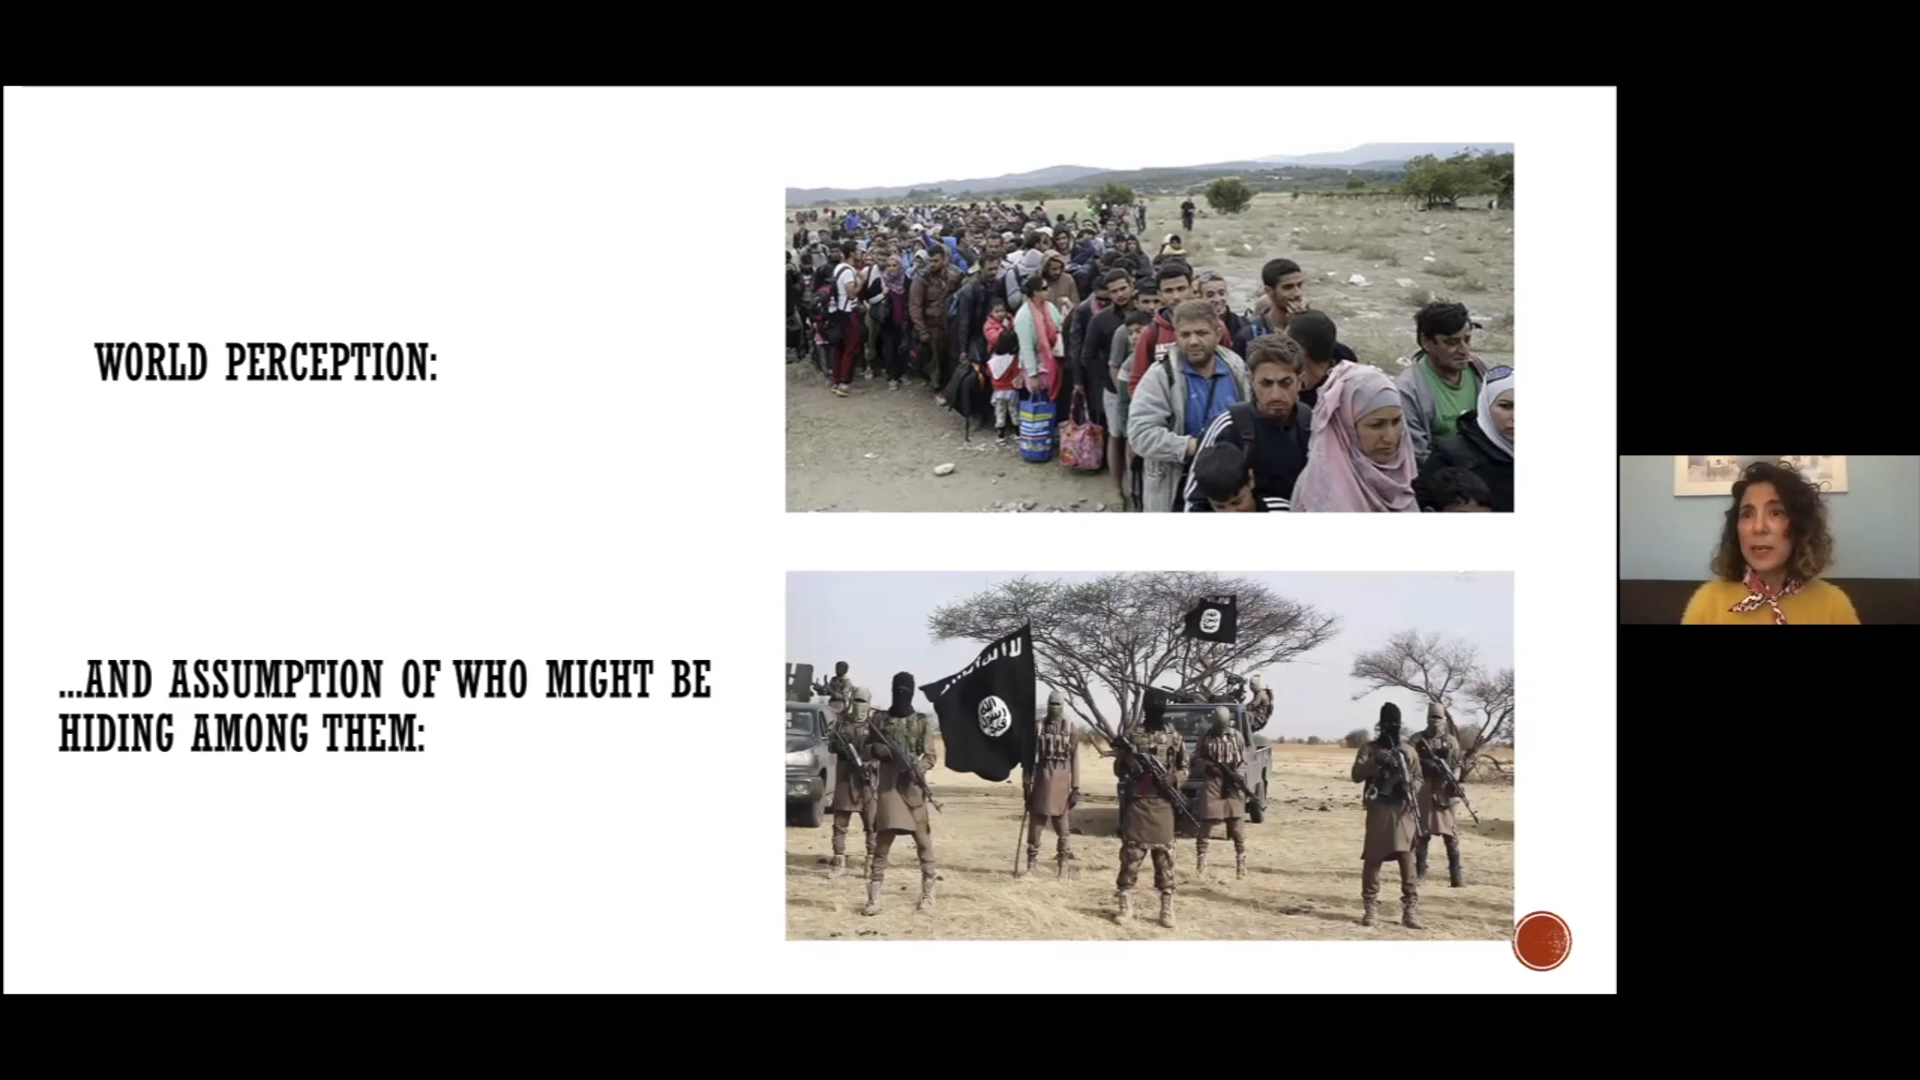 WORLD PERCEPTION:
...AND ASSUMPTION OF WHO MIGHT BE
HIDING AMONG THEM: